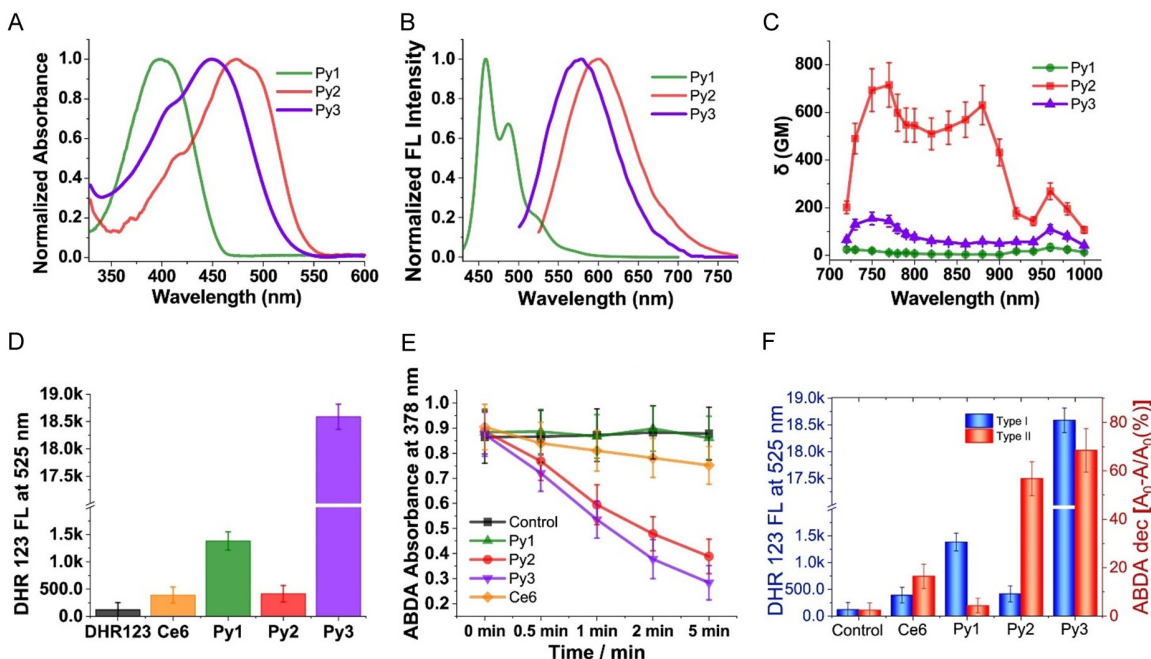 A
Normalized Absorbance
1.0
0.8
0.6
0.4
0.2
0.0
350 400 450 500 550 600
Wavelength (nm)
Py1
Py2
Py3
B
Normalized FL Intensity
1.0
0.8
0.6
0.4
0.2
0.0
450 500 550 600 650 700 750
Wavelength (nm)
Py1
Py2
Py3
C
δ (GM)
800
600
400
200
0
700 750 800 850 900 950 1000
Wavelength (nm)
Py1
Py2
Py3
D
DHR 123 FL at 525 nm
19.0k
18.5k
18.0k
17.5k
1.5k
1.0k
500.0
0.0
DHR123 Ce6 Py1 Py2 Py3
E
ABDA Absorbance at 378 nm
1.0
0.9
0.8
0.7
0.6
0.5
0.4
0.3
0.2
0 min 0.5 min 1 min 2 min 5 min
Time / min
Control
Py1
Py2
Py3
Ce6
F
DHR 123 FL at 525 nm
19.0k
18.5k
18.0k
17.5k
1.5k
1.0k
500.0
0.0
Control Ce6 Py1 Py2 Py3
Type I
Type II
80
60
40
20
0
ABDA dec [A0-A/A0(%)]